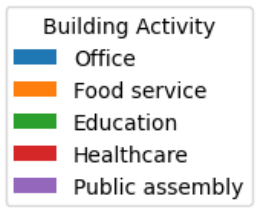 Building Activity
Office
Food service
Education
Healthcare
Public assembly